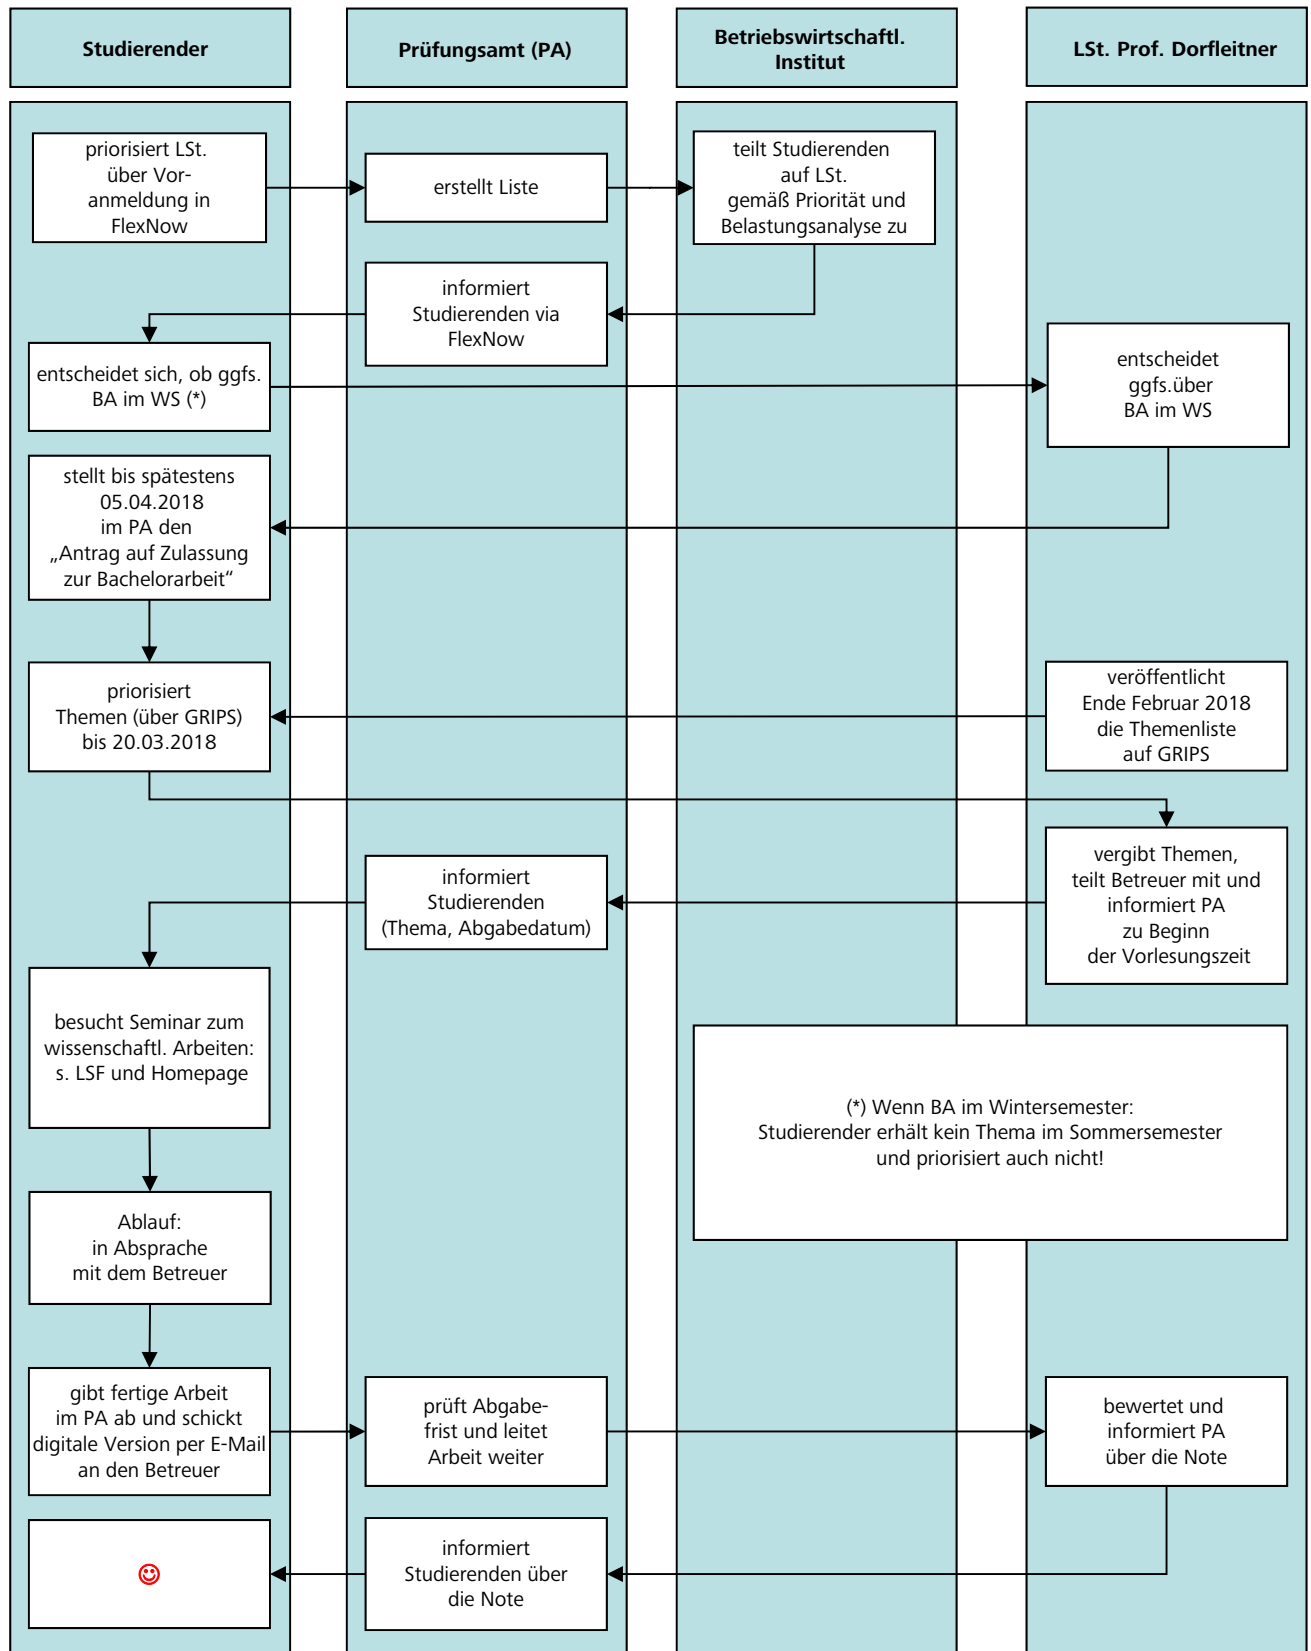 Studierender
Prüfungsamt (PA)
Betriebswirtschaftl.
Institut
LSt. Prof. Dorfleitner
priorisiert LSt.
über Vor-
anmeldung in
FlexNow
erstellt Liste
teilt Studierenden
auf LSt.
gemäß Priorität und
Belastungsanalyse zu
informiert
Studierenden via
FlexNow
entscheidet sich, ob ggfs.
BA im WS (*)
entscheidet
ggfs.über
BA im WS
stellt bis spätestens
05.04.2018
im PA den
„Antrag auf Zulassung
zur Bachelorarbeit“
priorisiert
Themen (über GRIPS)
bis 20.03.2018
veröffentlicht
Ende Februar 2018
die Themenliste
auf GRIPS
vergibt Themen,
teilt Betreuer mit und
informiert PA
zu Beginn
der Vorlesungszeit
informiert
Studierenden
(Thema, Abgabedatum)
besucht Seminar zum
wissenschaftl. Arbeiten:
s. LSF und Homepage
(*) Wenn BA im Wintersemester:
Studierender erhält kein Thema im Sommersemester
und priorisiert auch nicht!
Ablauf:
in Absprache
mit dem Betreuer
gibt fertige Arbeit
im PA ab und schickt
digitale Version per E-Mail
an den Betreuer
prüft Abgabe-
frist und leitet
Arbeit weiter
bewertet und
informiert PA
über die Note
informiert
Studierenden über
die Note
☺